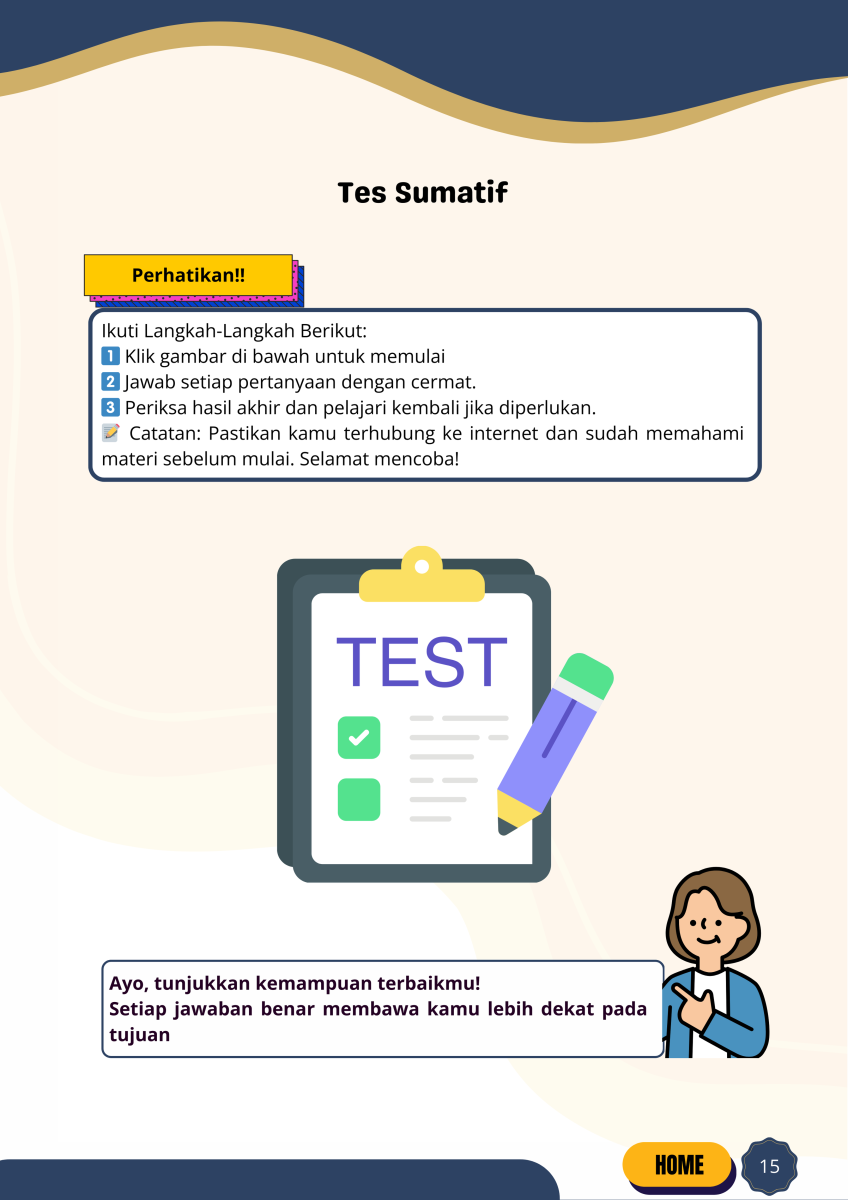 Tes Sumatif
Perhatikan!!
Ikuti Langkah-Langkah Berikut:
1 Klik gambar di bawah untuk memulai
2 Jawab setiap pertanyaan dengan cermat.
3 Periksa hasil akhir dan pelajari kembali jika diperlukan.
📝 Catatan: Pastikan kamu terhubung ke internet dan sudah memahami
materi sebelum mulai. Selamat mencoba!
TEST
Ayo, tunjukkan kemampuan terbaikmu!
Setiap jawaban benar membawa kamu lebih dekat pada
tujuan
HOME
15